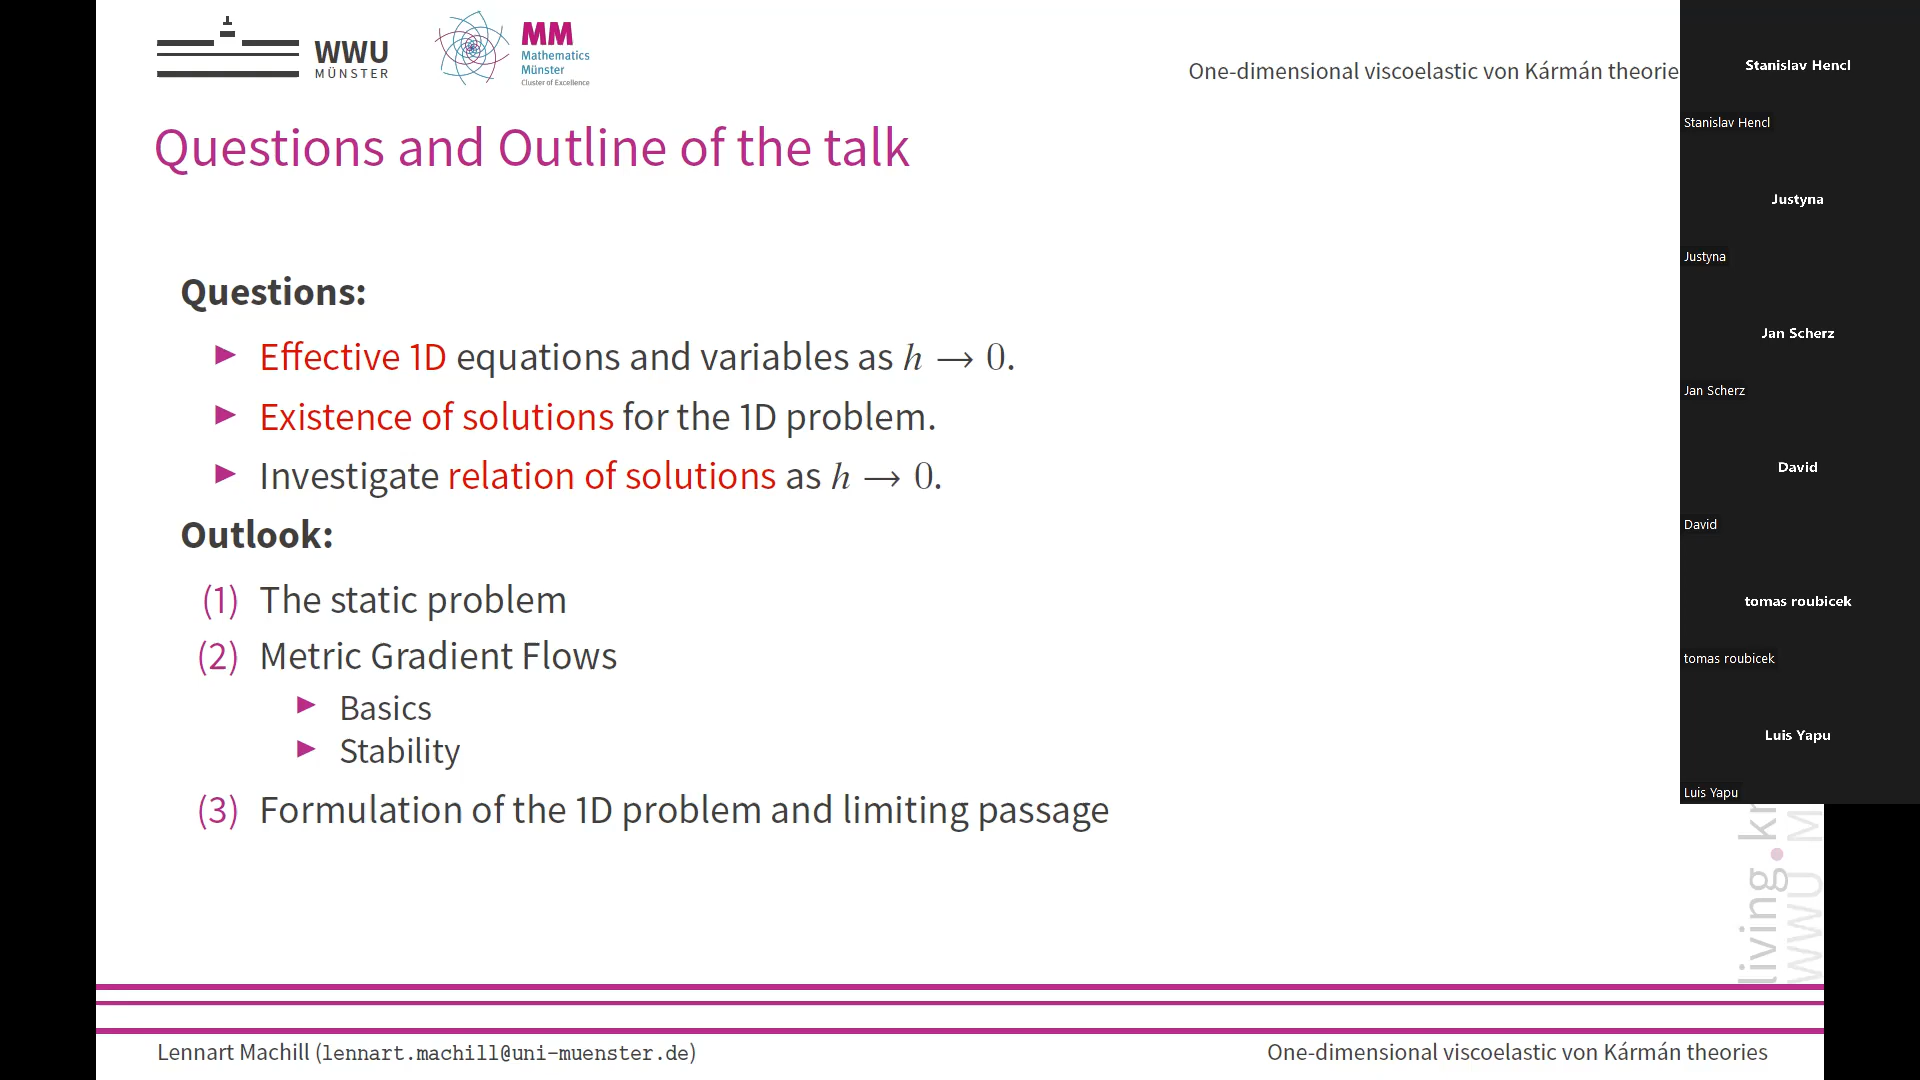 WWU
MÜNSTER
MM
Mathematics
Münster
Cluster of Excellence
One-dimensional viscoelastic von Kármán theorie
Questions and Outline of the talk
Questions:
► Effective 1D equations and variables as h → 0.
► Existence of solutions for the 1D problem.
► Investigate relation of solutions as h → 0.
Outlook:
(1) The static problem
(2) Metric Gradient Flows
► Basics
► Stability
(3) Formulation of the 1D problem and limiting passage
living.kn
WWU M
Lennart Machill (lennart.machill@uni-muenster.de)
One-dimensional viscoelastic von Kármán theories
Stanislav Hencl
Stanislav Hencl
Justyna
Justyna
Jan Scherz
Jan Scherz
David
David
tomas roubicek
tomas roubicek
Luis Yapu
Luis Yapu